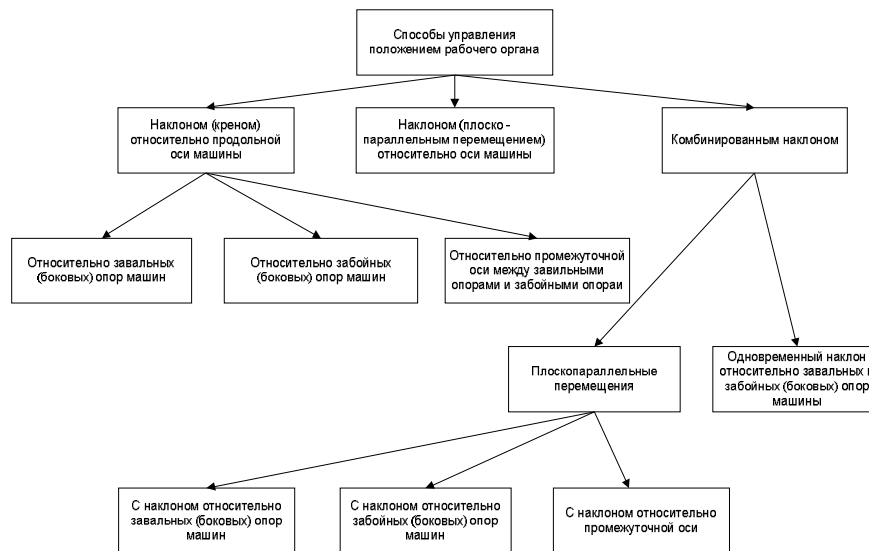 Способы управления
положением рабочего органа
Наклоном (креном)
относительно продольной
оси машины
Наклоном (плоско -
параллельным перемещением)
относительно оси машины
Комбинированным наклоном
Относительно завальных
(боковых) опор машин
Относительно забойных
(боковых) опор машин
Относительно промежуточной
оси между завильными
опорами и забойными опораи
Плоскопараллельные
перемещения
Одновременный наклон
относительно завальных и
забойных (боковых) опор
машины
С наклоном относительно
завальных (боковых) опор
машин
С наклоном относительно
забойных (боковых) опор
машин
С наклоном относительно
промежуточной оси